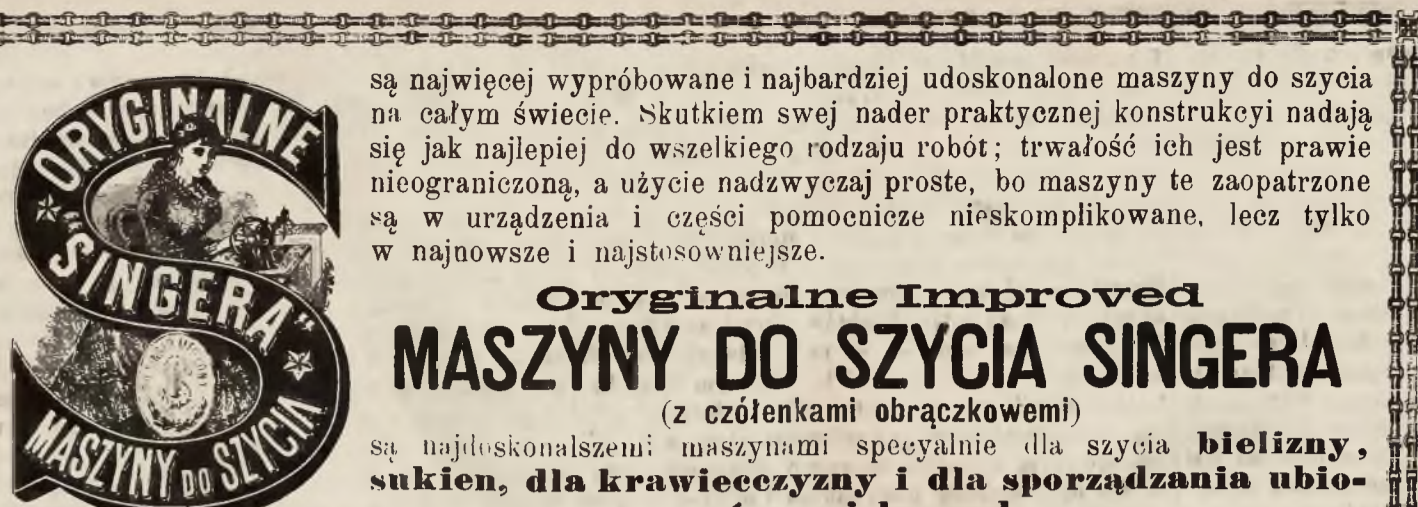 ORYGINALNE
"SINGERA"
MASZYNY DO SZYCIA
są najwięcej wypróbowane i najbardziej udoskonalone maszyny do szycia
na całym świecie. Skutkiem swej nader praktycznej konstrukcyi nadają
się jak najlepiej do wszelkiego rodzaju robót; trwałość ich jest prawie
nieograniczoną, a użycie nadzwyczaj proste, bo maszyny te zaopatrzone
są w urządzenia i części pomocnicze nieskomplikowane, lecz tylko
w najnowsze i najstosowniejsze.
Oryginalne Improved
MASZYNY DO SZYCIA SINGERA
(z czółenkami obrączkowemi)
są najdoskonalszemi maszynami specyalnie dla szycia bielizny,
sukien, dla krawiecczyzny i dla sporządzania ubio-